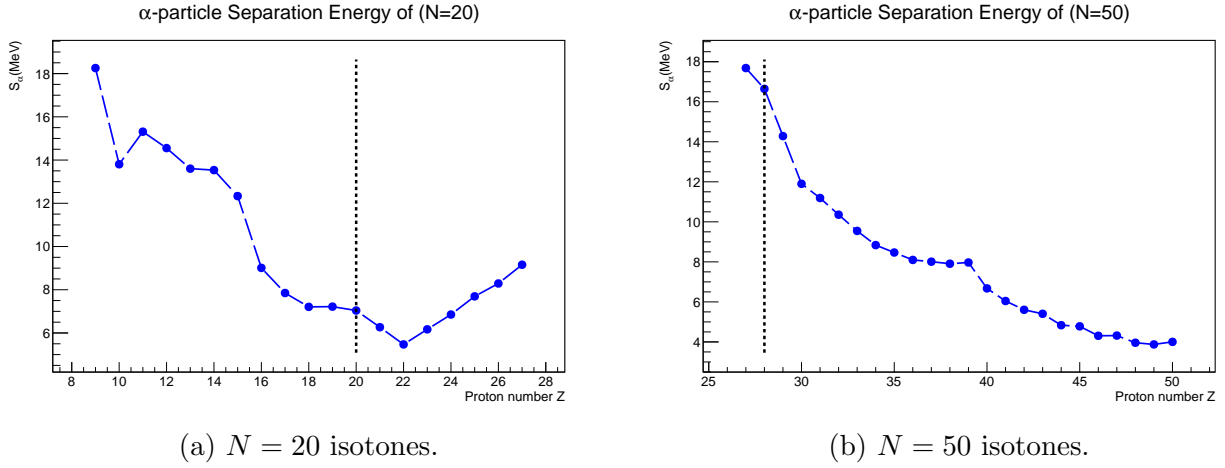 α-particle Separation Energy of (N=20)
S_α(MeV)
18
16
14
12
10
8
6
8 10 12 14 16 18 20 22 24 26 28
Proton number Z
(a) N = 20 isotones.
α-particle Separation Energy of (N=50)
S_α(MeV)
18
16
14
12
10
8
6
4
25 30 35 40 45 50
Proton number Z
(b) N = 50 isotones.